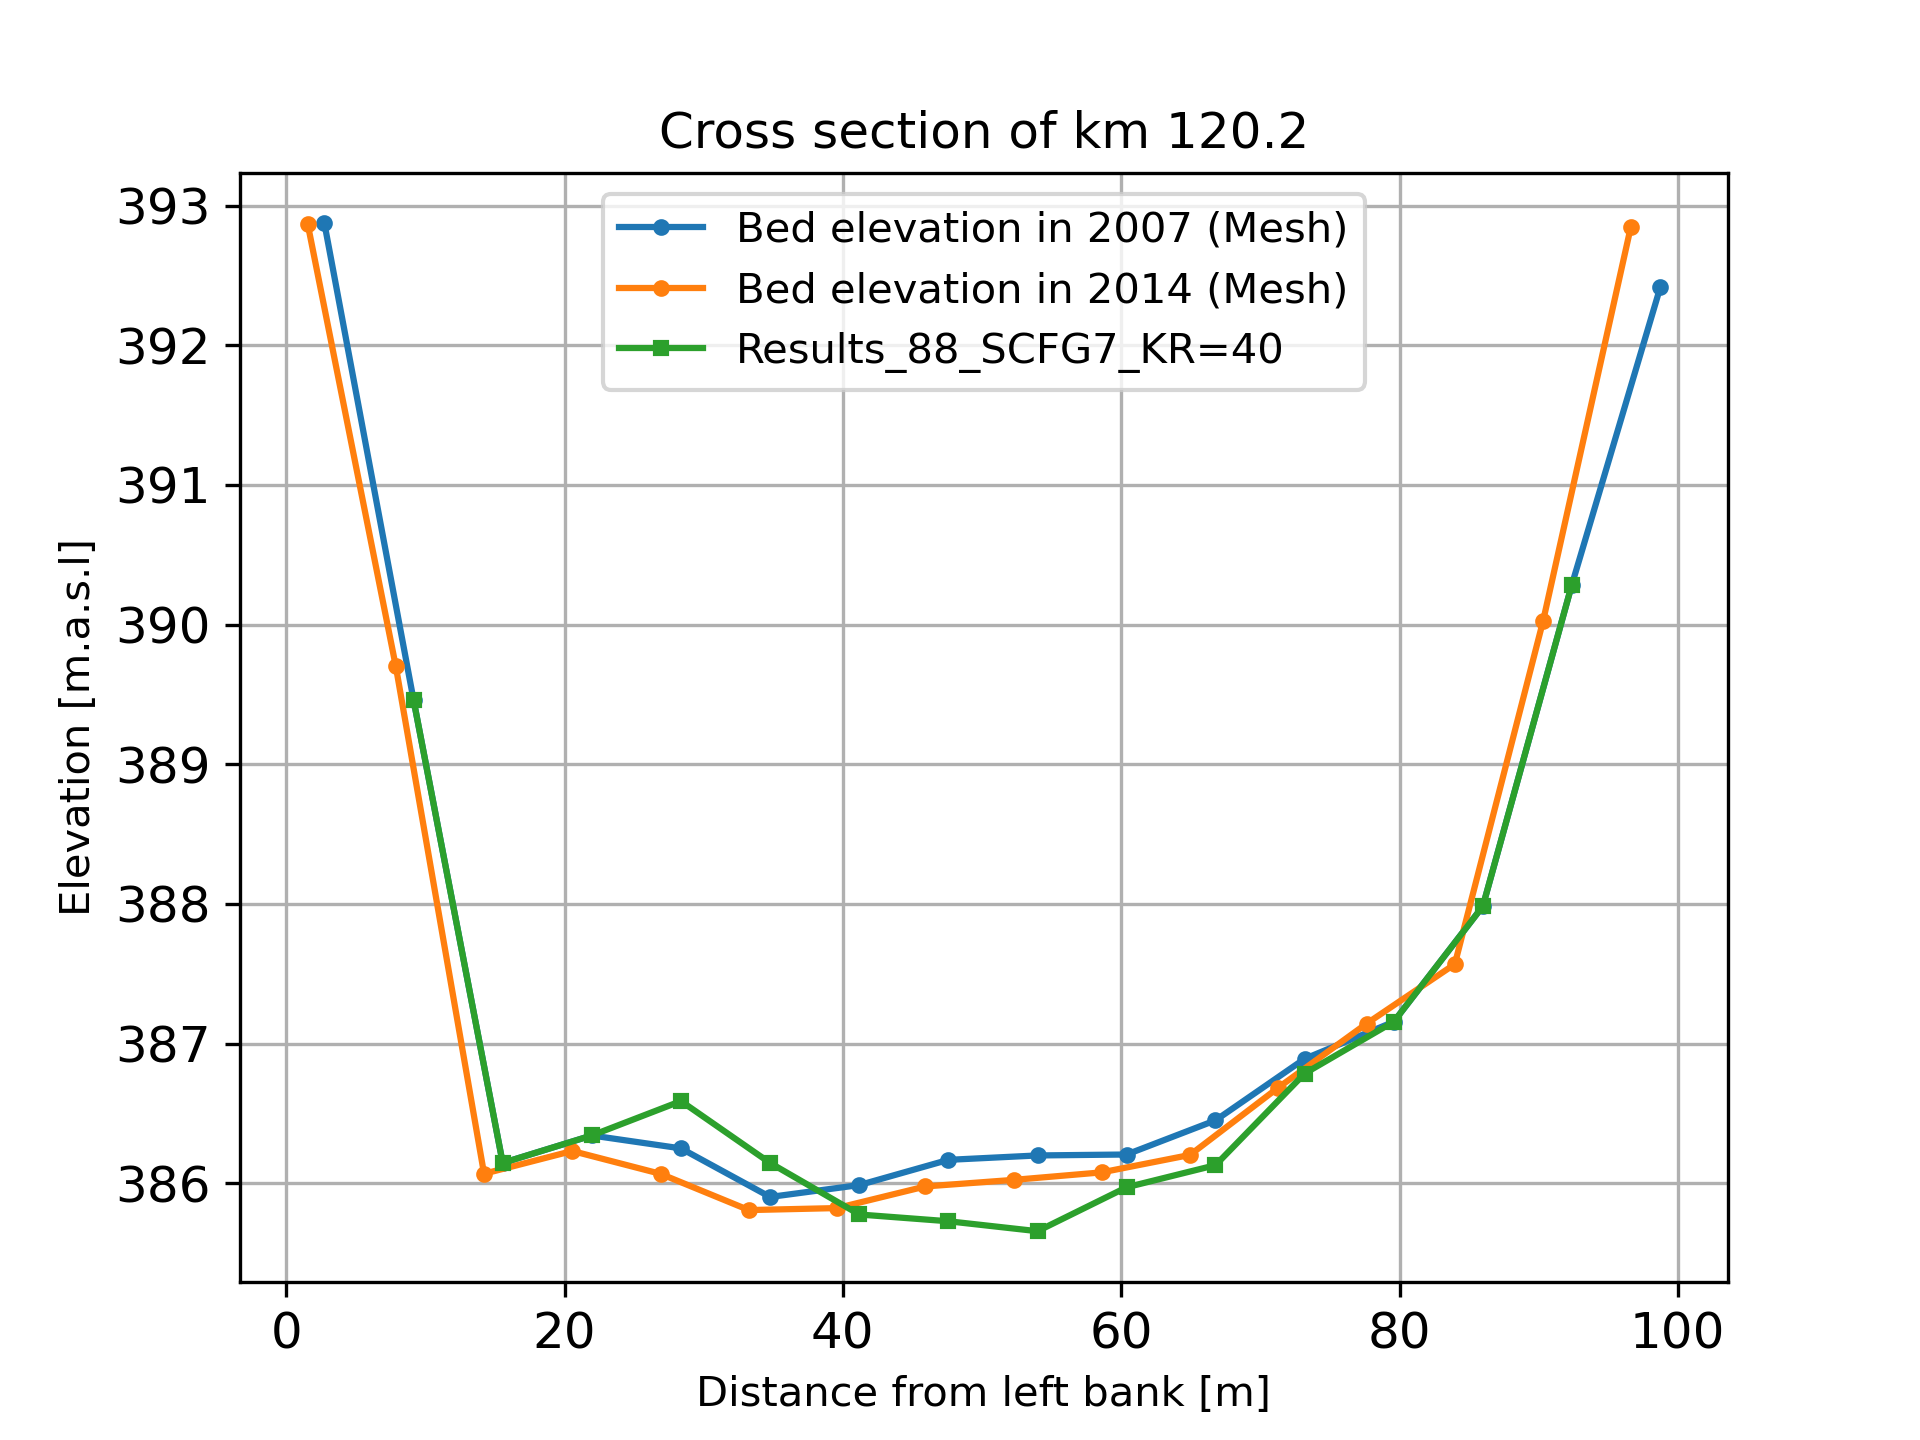 Cross section of km 120.2
Bed elevation in 2007 (Mesh)
Bed elevation in 2014 (Mesh)
Results_88_SCFG7_KR=40
393
392
391
390
389
388
387
386
Elevation [m.a.s.l]
0 20 40 60 80 100
Distance from left bank [m]